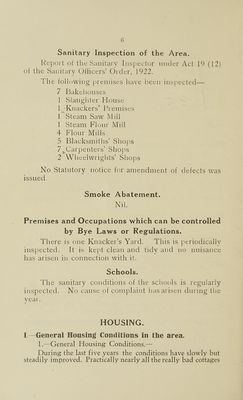 6
Sanitary Inspection of the Area.
Report of the Sanitary Inspector under Act 19 (12)
of the Sanitary Officers' Order, 1922.
The following premises have been inspected—
7 Bakehouses
1 Slaughter House
1 Knackers' Premises
1 Steam Saw Mill
1 Steam Flour Mill
4 Flour Mills
5 Blacksmiths' Shops
7 Carpenters' Shops
2 Wheelwrights' Shops
No Statutory notice for amendment of defects was
issued.
Smoke Abatement.
Nil.
Premises and Occupations which can be controlled
by Bye Laws or Regulations.
There is one Knacker's Yard. This is periodically
inspected. It is kept clean and tidy and no nuisance
has arisen in connection with it.
Schools.
The sanitary conditions of the schools is regularly
inspected. No cause of complaint has arisen during the
year.
HOUSING.
I.—General Housing Conditions in the area.
1.—General Housing Conditions.—
During the last five years the conditions have slowly but
steadily improved. Practically nearly all the really bad cottages